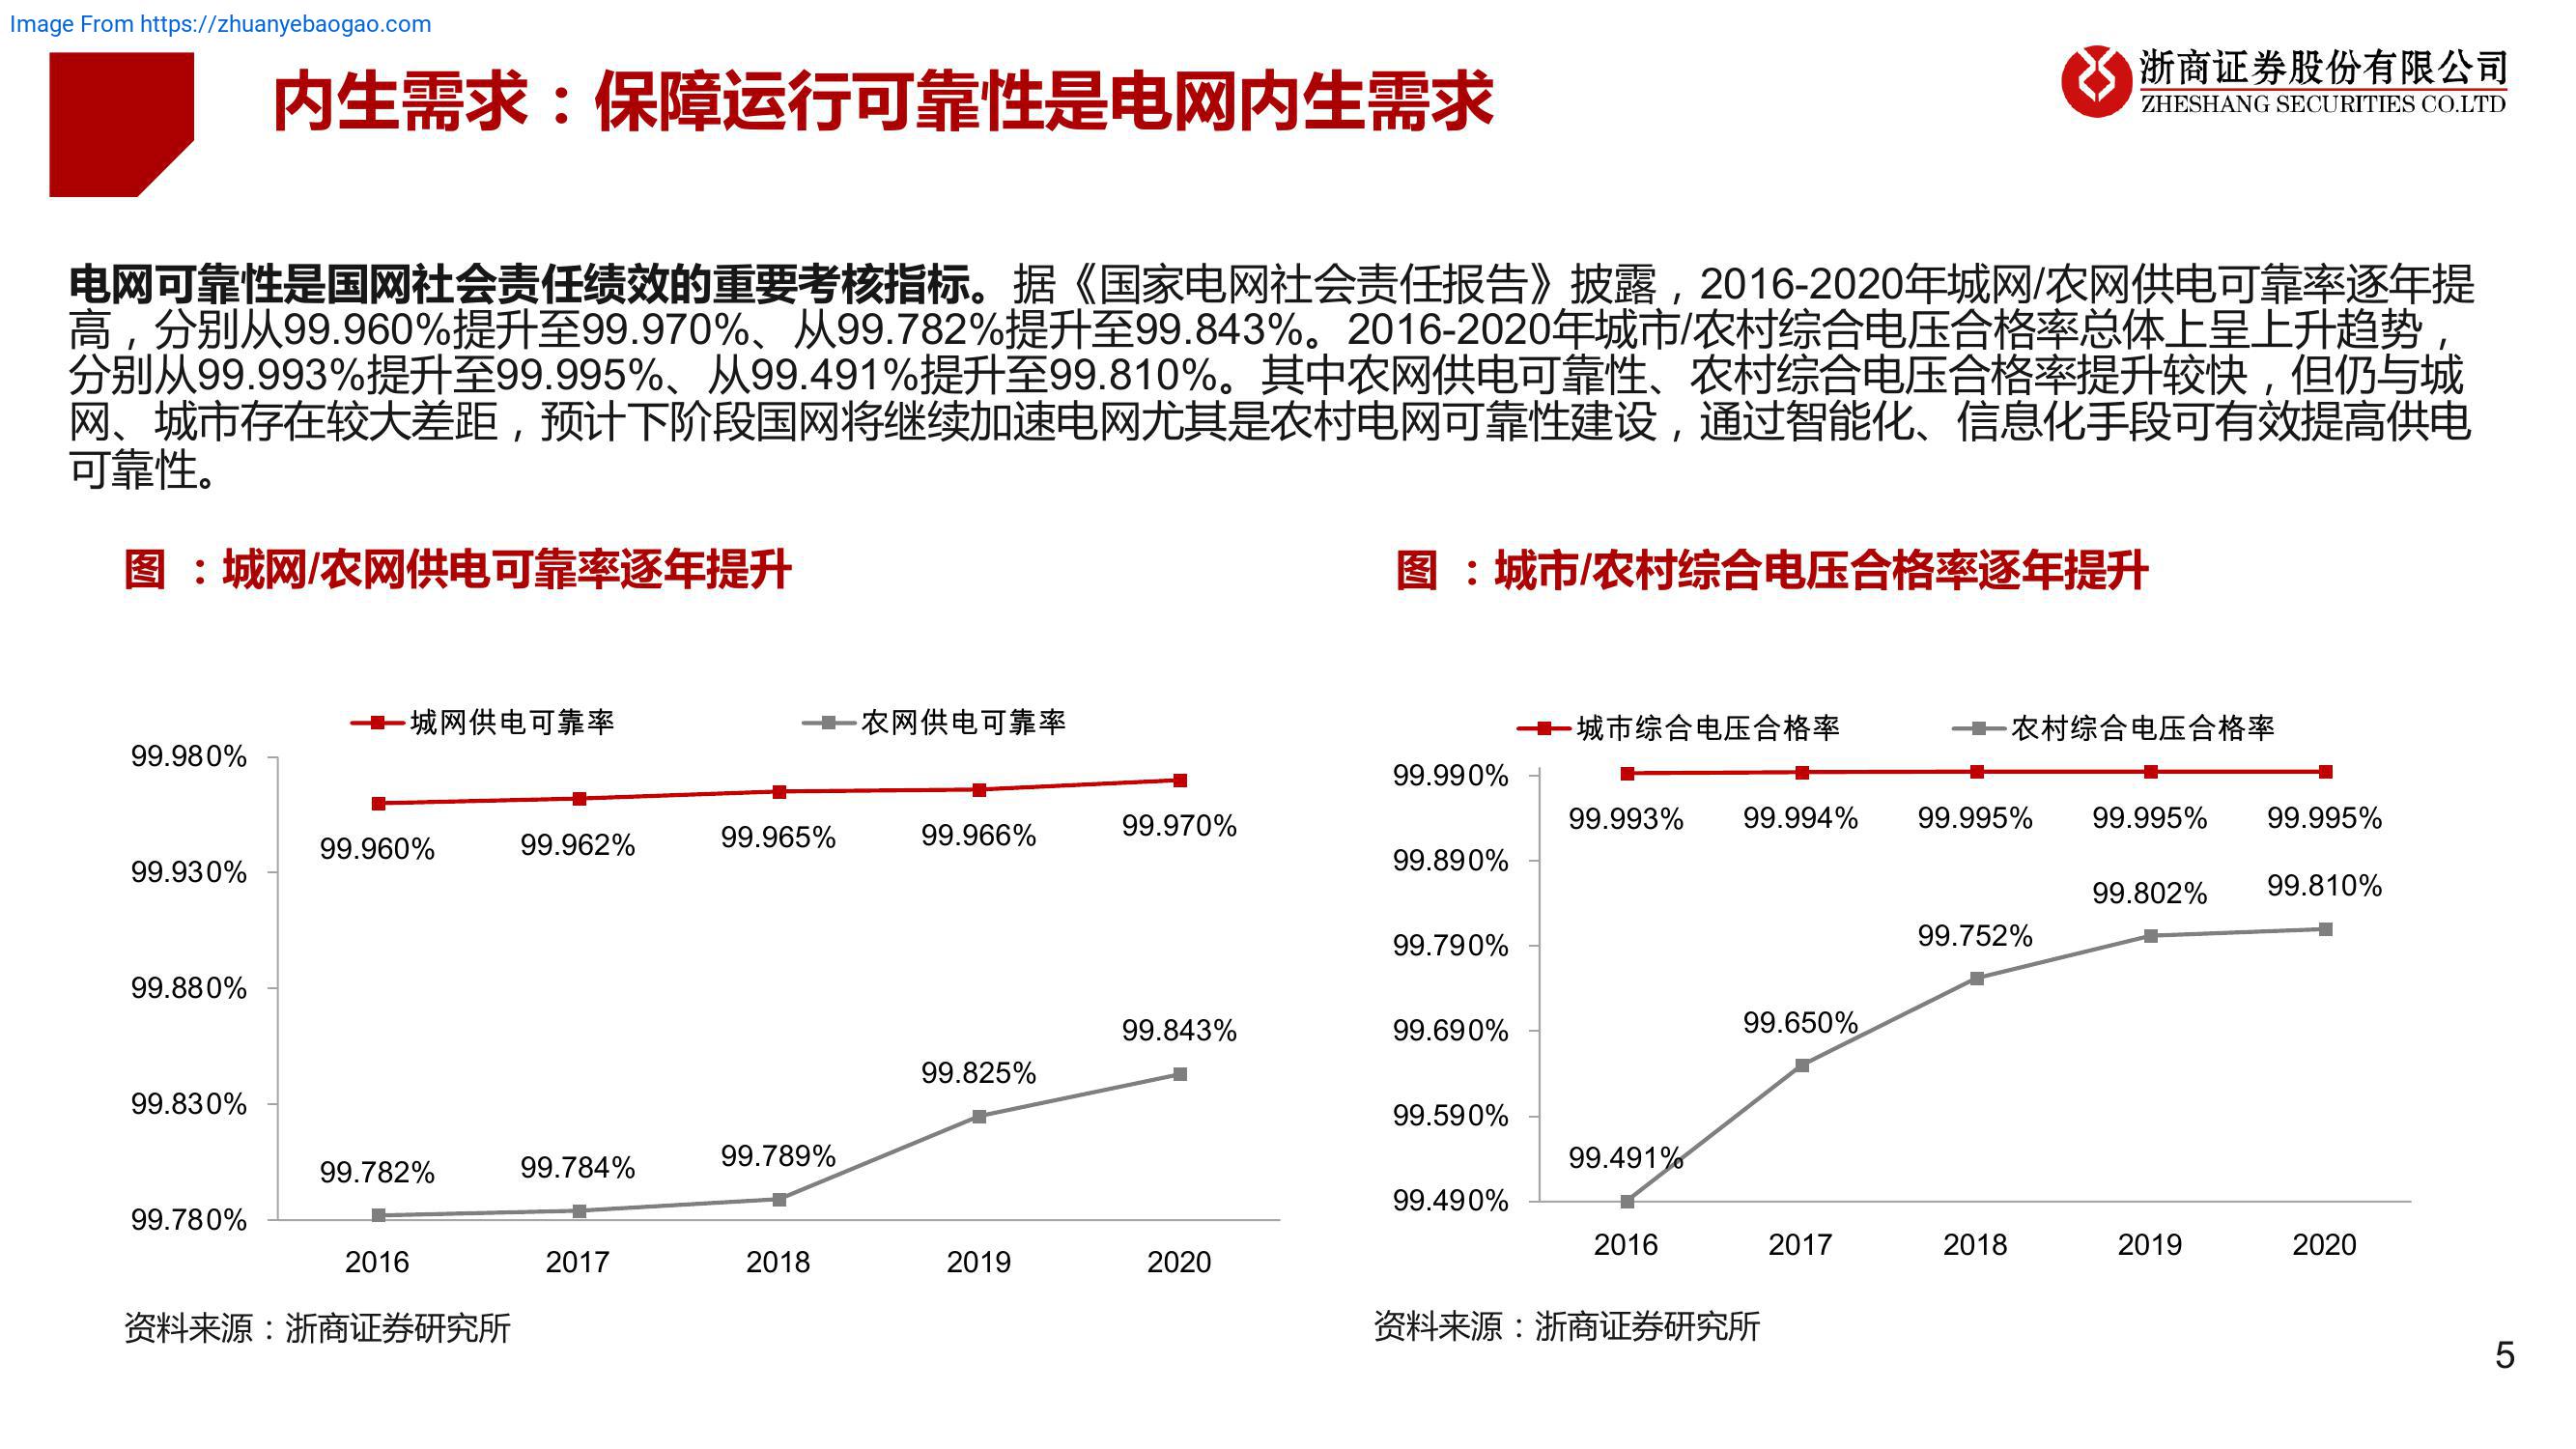 Image From https://zhuanyebaogao.com
内生需求：保障运行可靠性是电网内生需求
浙商证券股份有限公司
ZHESHANG SECURITIES CO.LTD
电网可靠性是国网社会责任绩效的重要考核指标。据《国家电网社会责任报告》披露，2016-2020年城网/农网供电可靠率逐年提
高，分别从99.960%提升至99.970%、从99.782%提升至99.843%。2016-2020年城市/农村综合电压合格率总体上呈上升趋势，
分别从99.993%提升至99.995%、从99.491%提升至99.810%。其中农网供电可靠性、农村综合电压合格率提升较快，但仍与城
网、城市存在较大差距，预计下阶段国网将继续加速电网尤其是农村电网可靠性建设，通过智能化、信息化手段可有效提高供电
可靠性。
图 ：城网/农网供电可靠率逐年提升
城网供电可靠率 农网供电可靠率
99.980%
99.930%
99.880%
99.830%
99.780%
99.960% 99.962% 99.965% 99.966% 99.970%
99.782% 99.784% 99.789% 99.825% 99.843%
2016 2017 2018 2019 2020
资料来源：浙商证券研究所
图 ：城市/农村综合电压合格率逐年提升
城市综合电压合格率 农村综合电压合格率
99.990%
99.890%
99.790%
99.690%
99.590%
99.490%
99.993% 99.994% 99.995% 99.995% 99.995%
99.491% 99.650% 99.752% 99.802% 99.810%
2016 2017 2018 2019 2020
资料来源：浙商证券研究所
5